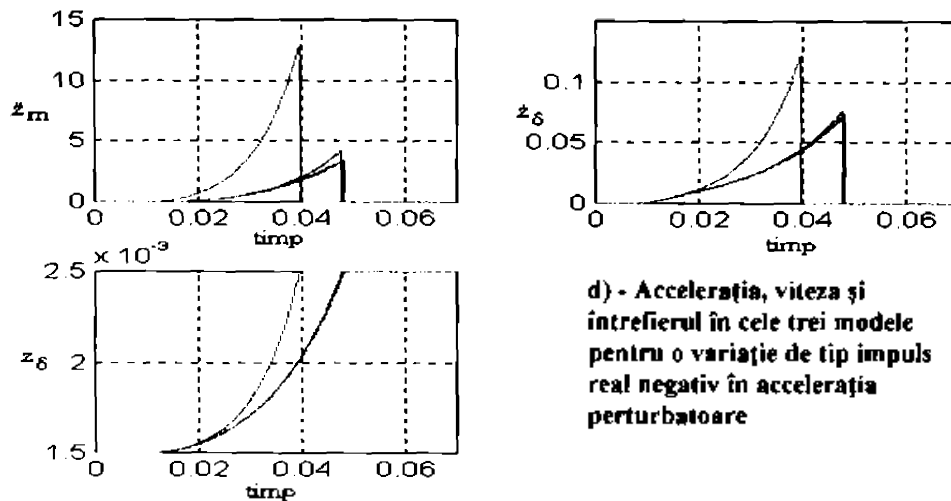 15
10
z̈m
5
0
0 0.02 0.04 0.06
timp
0.1
żδ
0.05
0
0 0.02 0.04 0.06
timp
x 10⁻³
2.5
zδ 2
1.5
0 0.02 0.04 0.06
timp
d) - Accelerația, viteza și
întrefierul în cele trei modele
pentru o variație de tip impuls
real negativ în accelerația
perturbatoare